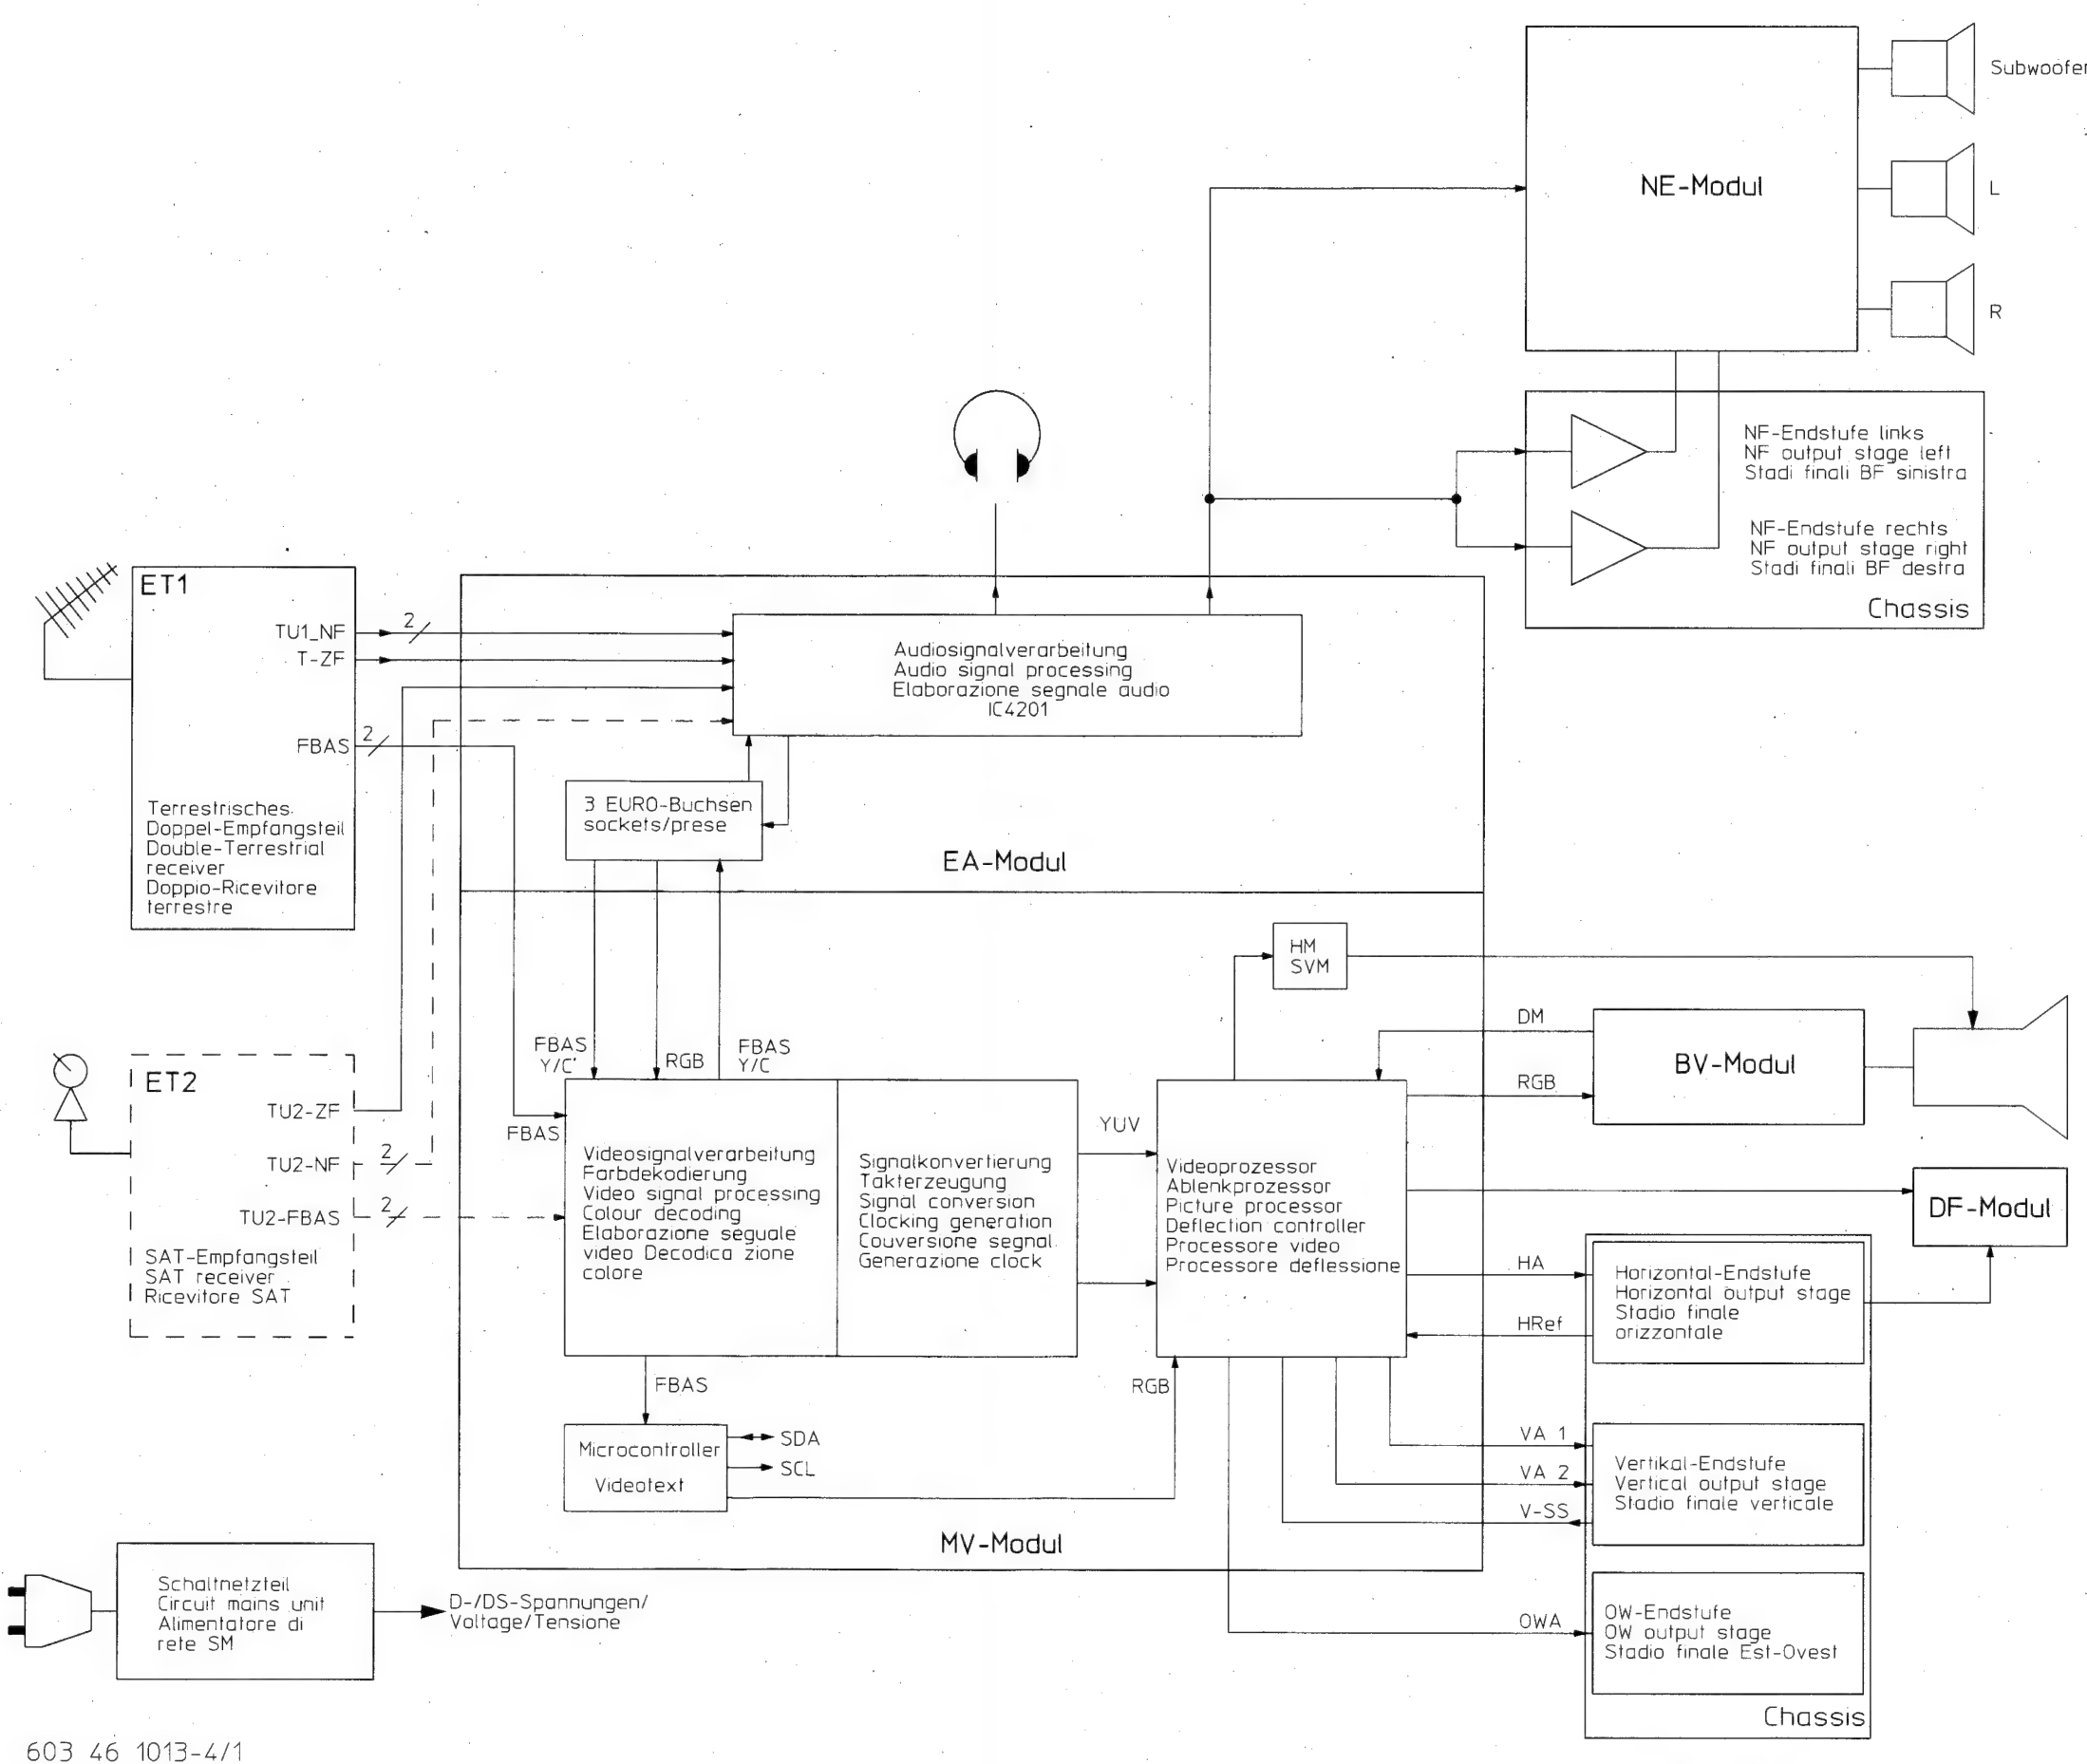 Subwoofer
NE-Modul
L
R
NF-Endstufe links
NF output stage left
Stadi finali BF sinistra
NF-Endstufe rechts
NF output stage right
Stadi finali BF destra
Chassis
ET1
TU1_NF
2
T-ZF
FBAS
2
Terrestrisches
Doppel-Empfangsteil
Double-Terrestrial
receiver
Doppio-Ricevitore
terrestre
Audiosignalverarbeitung
Audio signal processing
Elaborazione segnale audio
IC4201
3 EURO-Buchsen
sockets/prese
EA-Modul
HM
SVM
FBAS
Y/C
RGB
FBAS
Y/C
DM
RGB
BV-Modul
ET2
TU2-ZF
TU2-NF
2
TU2-FBAS
2
SAT-Empfangsteil
SAT receiver
Ricevitore SAT
FBAS
Videosignalverarbeitung
Farbdekodierung
Video signal processing
Colour decoding
Elaborazione seguale
video Decodica zione
colore
Signalkonvertierung
Takterzeugung
Signal conversion
Clocking generation
Couversione segnal.
Generazione clock
YUV
Videoprozessor
Ablenkprozessor
Picture processor
Deflection controller
Processore video
Processore deflessione
DF-Modul
HA
HRef
Horizontal-Endstufe
Horizontal output stage
Stadio finale
orizzontale
FBAS
RGB
Microcontroller
Videotext
SDA
SCL
VA 1
VA 2
V-SS
Vertikal-Endstufe
Vertical output stage
Stadio finale verticale
MV-Modul
OWA
OW-Endstufe
OW output stage
Stadio finale Est-Ovest
Chassis
Schaltnetzteil
Circuit mains unit
Alimentatore di
rete SM
D-/DS-Spannungen/
Voltage/Tensione
603 46 1013-4/1